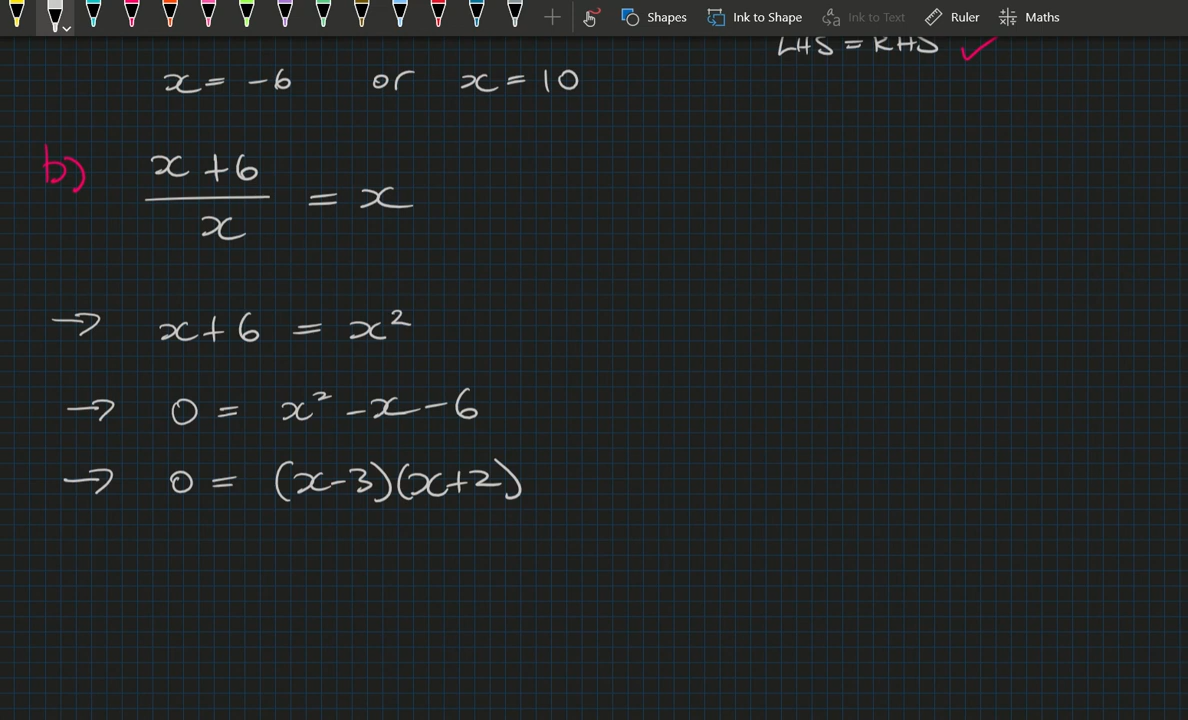 Shapes Ink to Shape Ink to Text Ruler Maths
LHS = RHS ✓
x = -6 or x = 10
b) x + 6
x
= x
→ x + 6 = x²
→ 0 = x² - x - 6
→ 0 = (x-3)(x+2)